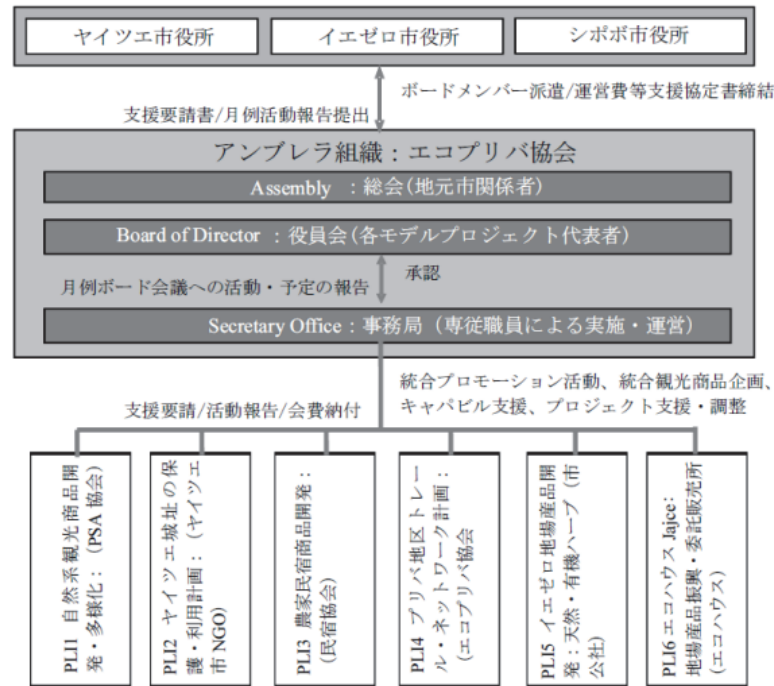 ヤイツエ市役所
イエゼロ市役所
シポボ市役所
ボードメンバー派遣/運営費等支援協定書締結
支援要請書/月例活動報告提出
アンブレラ組織：エコプリバ協会
Assembly ：総会(地元市関係者)
Board of Director ：役員会(各モデルプロジェクト代表者)
承認
月例ボード会議への活動・予定の報告
Secretary Office：事務局（専従職員による実施・運営）
統合プロモーション活動、統合観光商品企画、
キャパビル支援、プロジェクト支援・調整
支援要請/活動報告/会費納付
PLI1 自然系観光商品開
発・多様化：（PSA 協会)
PLI2 ヤイツエ城址の保
護・利用計画：（ヤイツエ
市 NGO）
PLI3 農家民宿商品開発：
(民宿協会)
PLI4 プリバ地区トレー
ル・ネットワーク計画：
(エコプリバ協会
PLI5 イエゼロ地場産品開
発：天然・有機ハーブ（市
公社）
PLI6 エコハウス Jajce：
地場産品振興・委託販売所
(エコハウス)